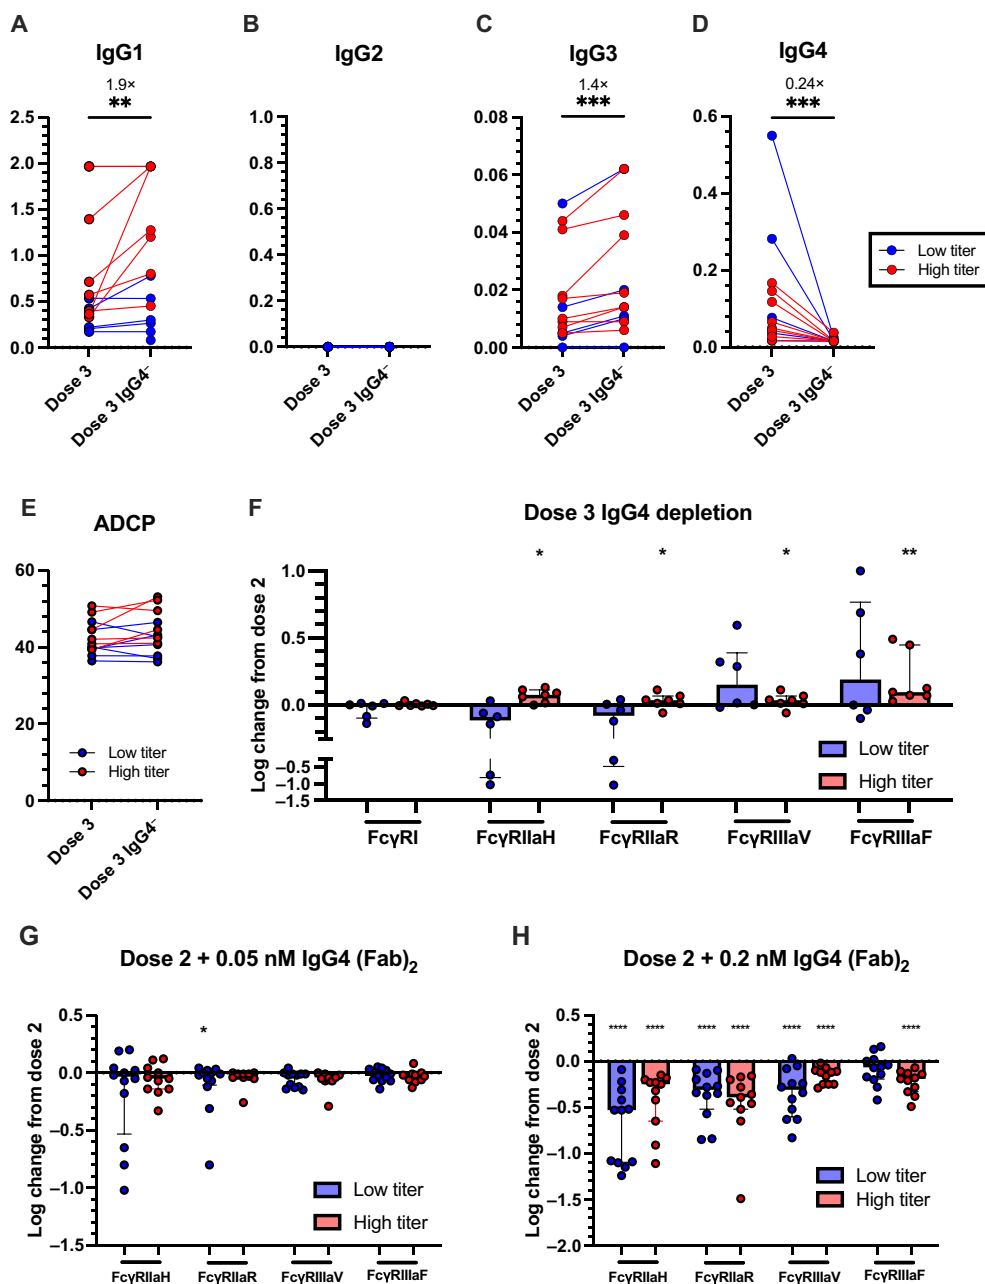 A
IgG1
1.9×
**
2.5
2.0
1.5
1.0
0.5
0.0
Dose 3
Dose 3 IgG4⁻
B
IgG2
1.0
0.8
0.6
0.4
0.2
0.0
Dose 3
Dose 3 IgG4⁻
C
IgG3
1.4×
***
0.08
0.06
0.04
0.02
0.00
Dose 3
Dose 3 IgG4⁻
D
IgG4
0.24×
***
0.6
0.4
0.2
0.0
Dose 3
Dose 3 IgG4⁻
Low titer
High titer
E
ADCP
60
40
20
0
Low titer
High titer
Dose 3
Dose 3 IgG4⁻
F
Dose 3 IgG4 depletion
* * * **
Log change from dose 2
1.0
0.5
0.0
–0.5
–1.0
–1.5
Low titer
High titer
FcγRI FcγRIIaH FcγRIIaR FcγRIIIaV FcγRIIIaF
G
Dose 2 + 0.05 nM IgG4 (Fab)₂
*
Log change from dose 2
0.5
0.0
–0.5
–1.0
–1.5
Low titer
High titer
FcγRIIaH FcγRIIaR FcγRIIIaV FcγRIIIaF
H
Dose 2 + 0.2 nM IgG4 (Fab)₂
**** **** **** **** **** **** ****
Log change from dose 2
0.5
0.0
–0.5
–1.0
–1.5
–2.0
Low titer
High titer
FcγRIIaH FcγRIIaR FcγRIIIaV FcγRIIIaF